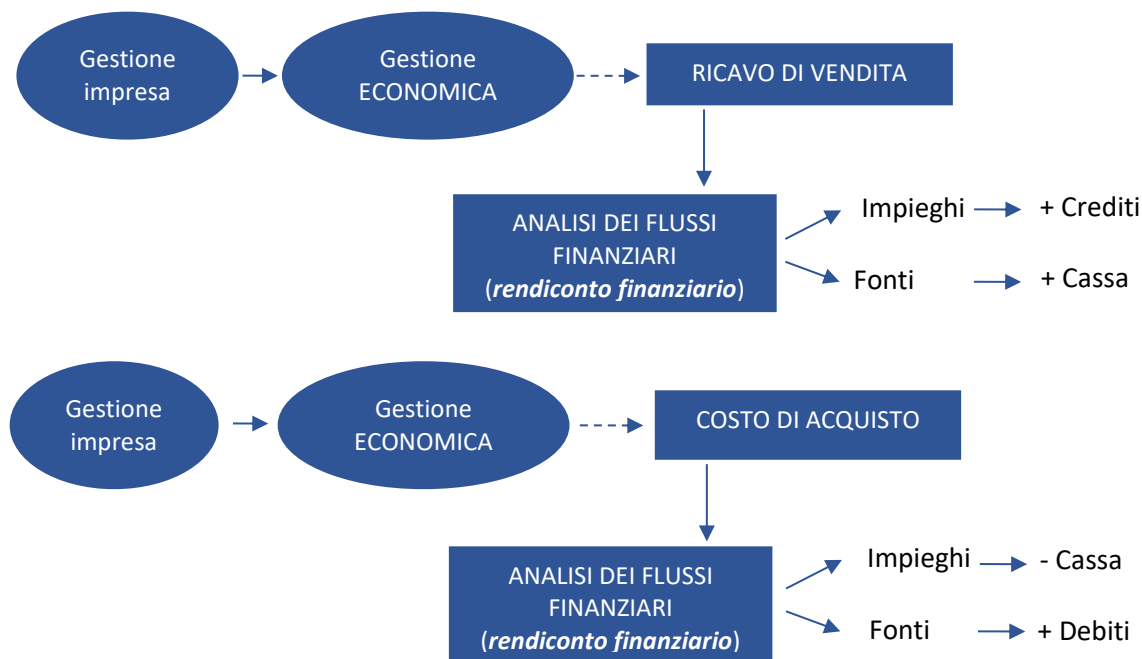 Gestione
impresa
Gestione
ECONOMICA
RICAVO DI VENDITA
ANALISI DEI FLUSSI
FINANZIARI
(rendiconto finanziario)
Impieghi
+ Crediti
Fonti
+ Cassa
Gestione
impresa
Gestione
ECONOMICA
COSTO DI ACQUISTO
ANALISI DEI FLUSSI
FINANZIARI
(rendiconto finanziario)
Impieghi
- Cassa
Fonti
+ Debiti